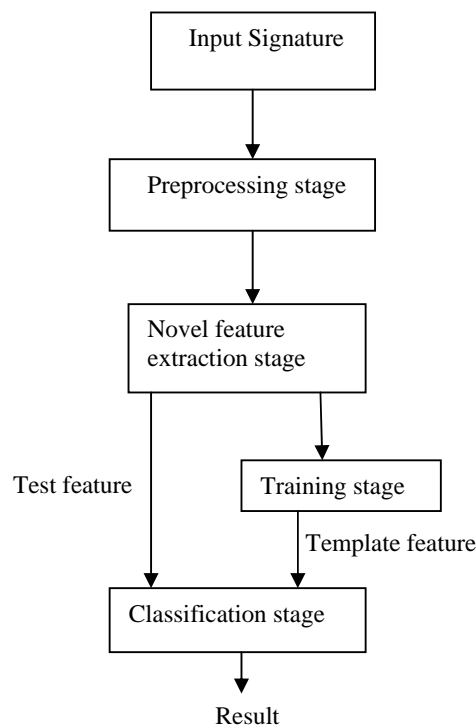 Input Signature
Preprocessing stage
Novel feature
extraction stage
Test feature
Training stage
Template feature
Classification stage
Result